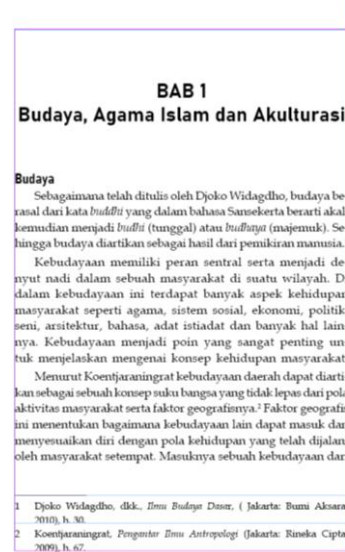 BAB 1
Budaya, Agama Islam dan Akulturasi
Budaya
Sebagaimana telah ditulis oleh Djoko Widagdho, budaya be
rasal dari kata buddhi yang dalam bahasa Sansekerta berarti akal
kemudian menjadi budhi (tunggal) atau budhaya (majemuk). Se
hingga budaya diartikan sebagai hasil dari pemikiran manusia.
Kebudayaan memiliki peran sentral serta menjadi de
nyut nadi dalam sebuah masyarakat di suatu wilayah. D
dalam kebudayaan ini terdapat banyak aspek kehidupan
masyarakat seperti agama, sistem sosial, ekonomi, politik
seni, arsitektur, bahasa, adat istiadat dan banyak hal lain
nya. Kebudayaan menjadi poin yang sangat penting un
tuk menjelaskan mengenai konsep kehidupan masyarakat
Menurut Koentjaraningrat kebudayaan daerah dapat diarti
kan sebagai sebuah konsep suku bangsa yang tidak lepas dari pola
aktivitas masyarakat serta faktor geografisnya.² Faktor geografis
ini menentukan bagaimana kebudayaan lain dapat masuk dan
menyesuaikan diri dengan pola kehidupan yang telah dijalan
oleh masyarakat setempat. Masuknya sebuah kebudayaan dan
1 Djoko Widagdho, dkk., Ilmu Budaya Dasar, ( Jakarta: Bumi Aksara
2010), h. 30.
2 Koentjaraningrat, Pengantar Ilmu Antropologi (Jakarta: Rineka Cipta
2009), h. 67.